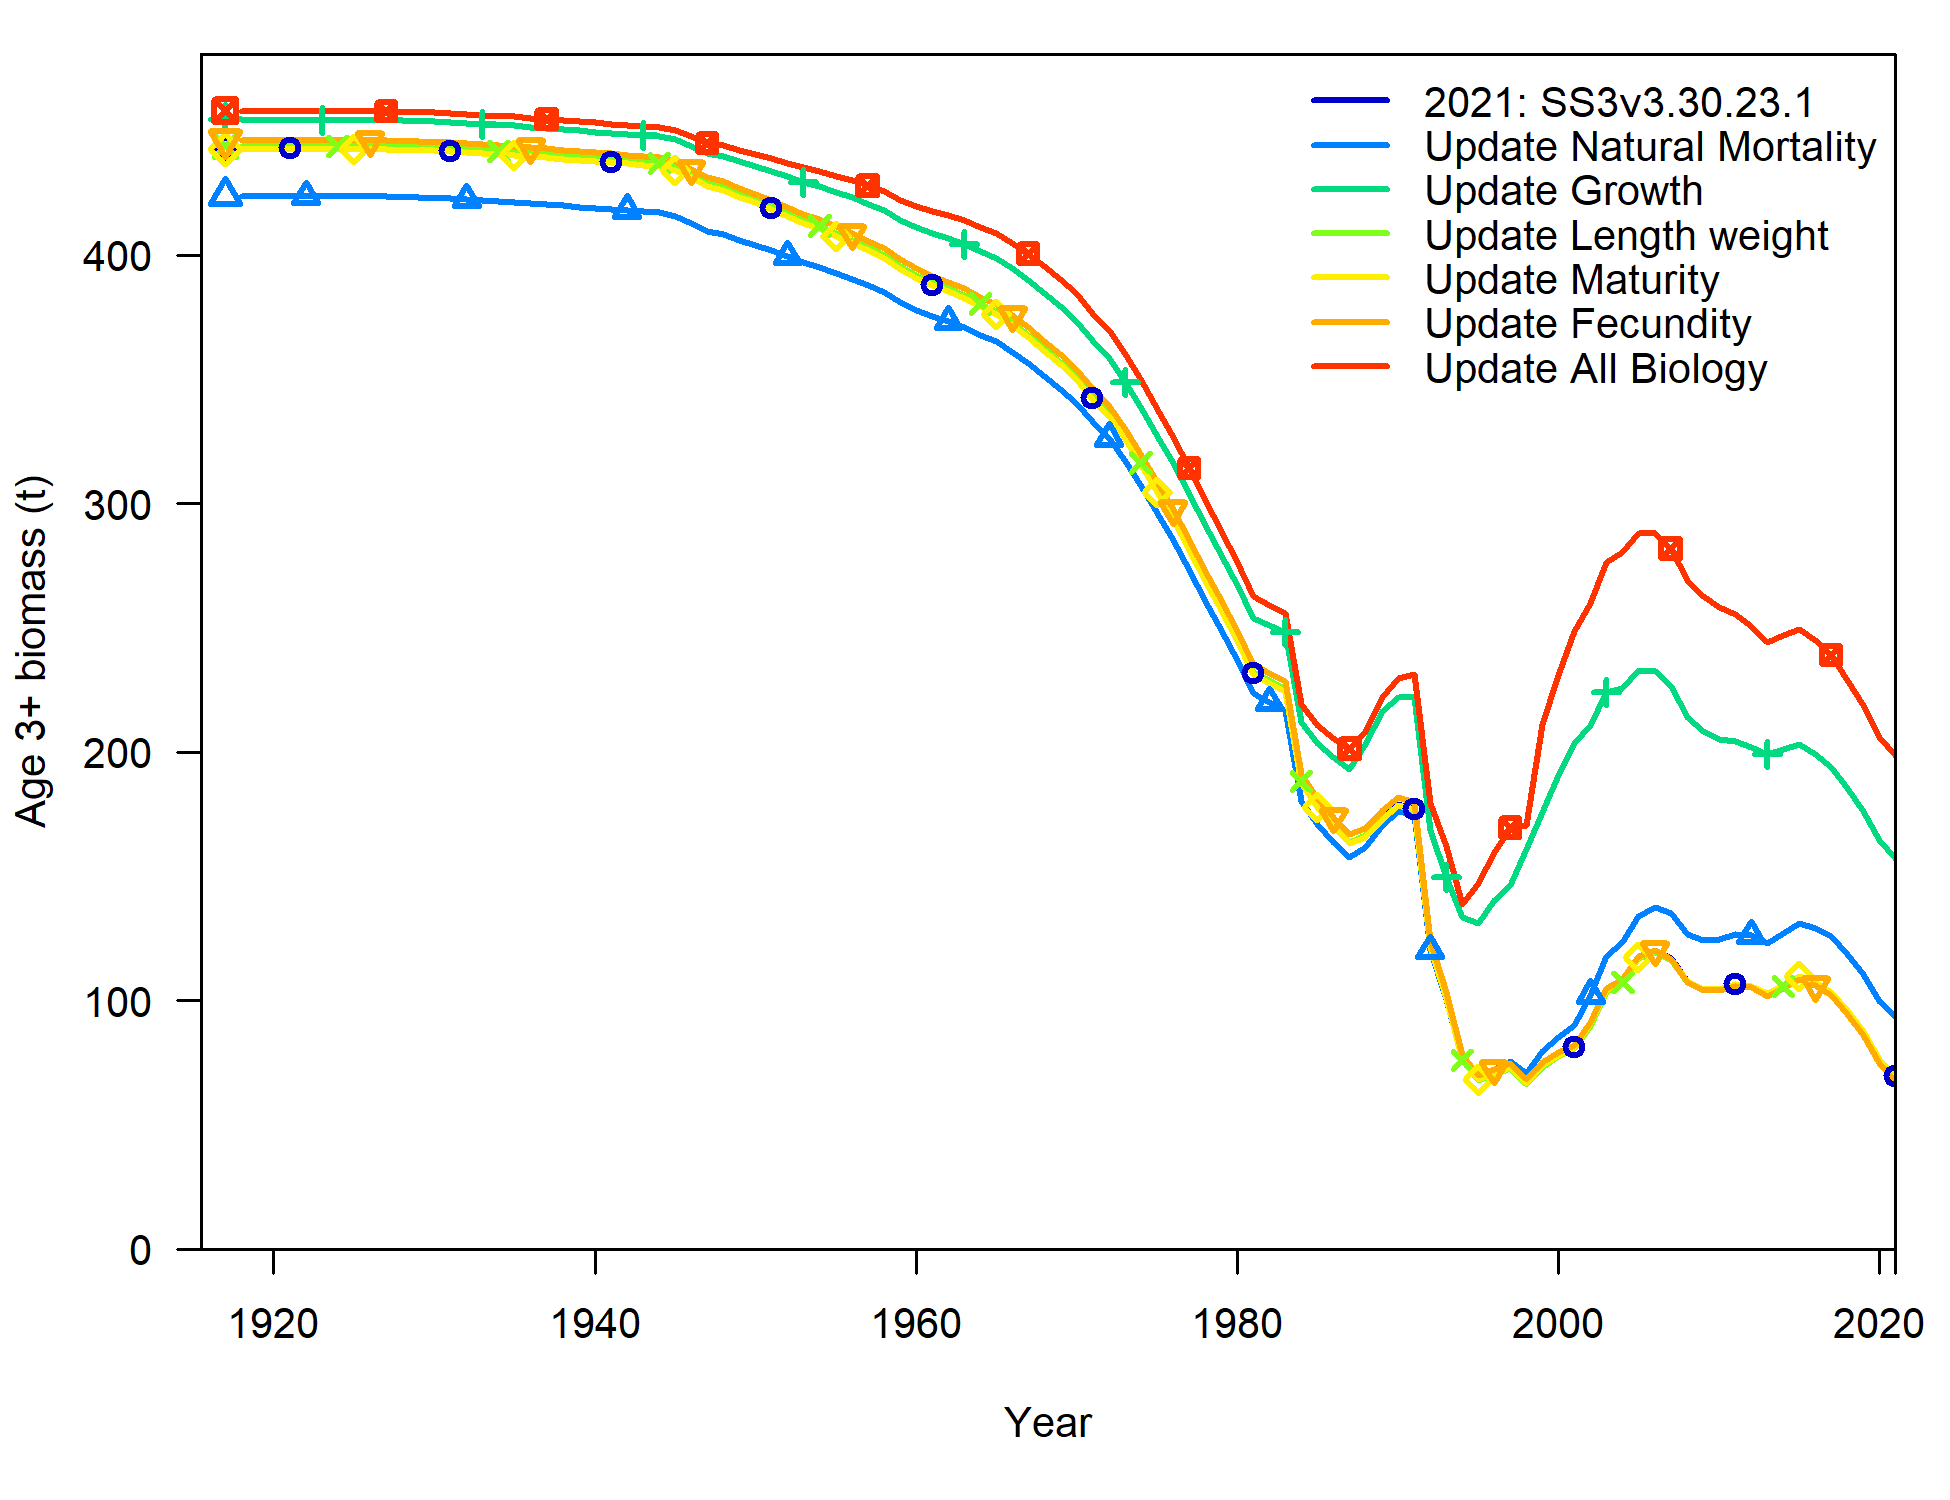 2021: SS3v3.30.23.1
Update Natural Mortality
Update Growth
Update Length weight
Update Maturity
Update Fecundity
Update All Biology
Age 3+ biomass (t)
400
300
200
100
0
1920 1940 1960 1980 2000 2020
Year